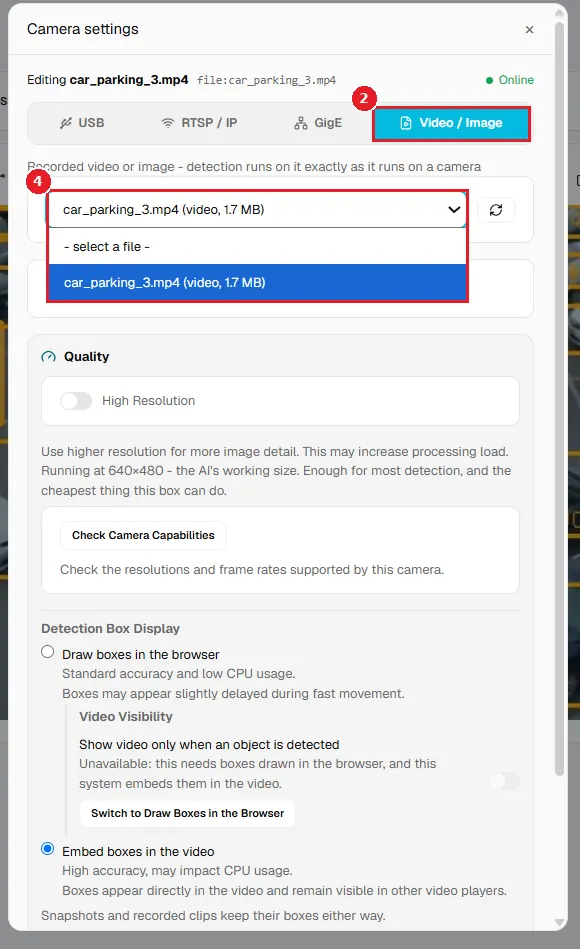 Camera settings
Editing car_parking_3.mp4 file:car_parking_3.mp4 Online
2
USB RTSP / IP GigE Video / Image
Recorded video or image - detection runs on it exactly as it runs on a camera
4
car_parking_3.mp4 (video, 1.7 MB)
- select a file -
car_parking_3.mp4 (video, 1.7 MB)
Quality
High Resolution
Use higher resolution for more image detail. This may increase processing load.
Running at 640×480 - the AI's working size. Enough for most detection, and the
cheapest thing this box can do.
Check Camera Capabilities
Check the resolutions and frame rates supported by this camera.
Detection Box Display
Draw boxes in the browser
Standard accuracy and low CPU usage.
Boxes may appear slightly delayed during fast movement.
Video Visibility
Show video only when an object is detected
Unavailable: this needs boxes drawn in the browser, and this
system embeds them in the video.
Switch to Draw Boxes in the Browser
Embed boxes in the video
High accuracy, may impact CPU usage.
Boxes appear directly in the video and remain visible in other video players.
Snapshots and recorded clips keep their boxes either way.